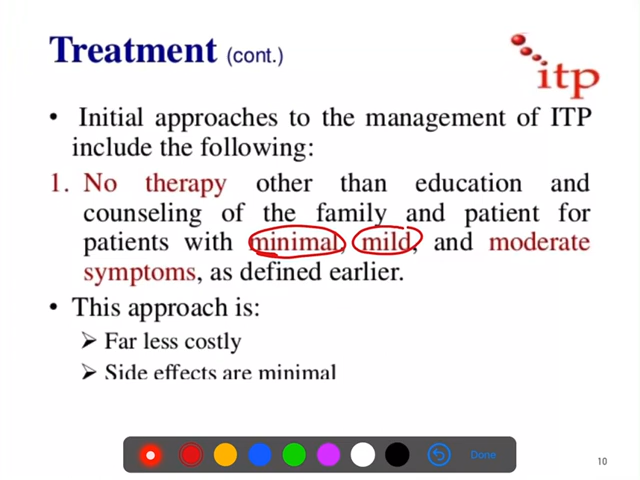 Treatment (cont.)
itp
• Initial approaches to the management of ITP
include the following:
1. No therapy other than education and
counseling of the family and patient for
patients with minimal, mild, and moderate
symptoms, as defined earlier.
• This approach is:
➤ Far less costly
➤ Side effects are minimal
Done
10